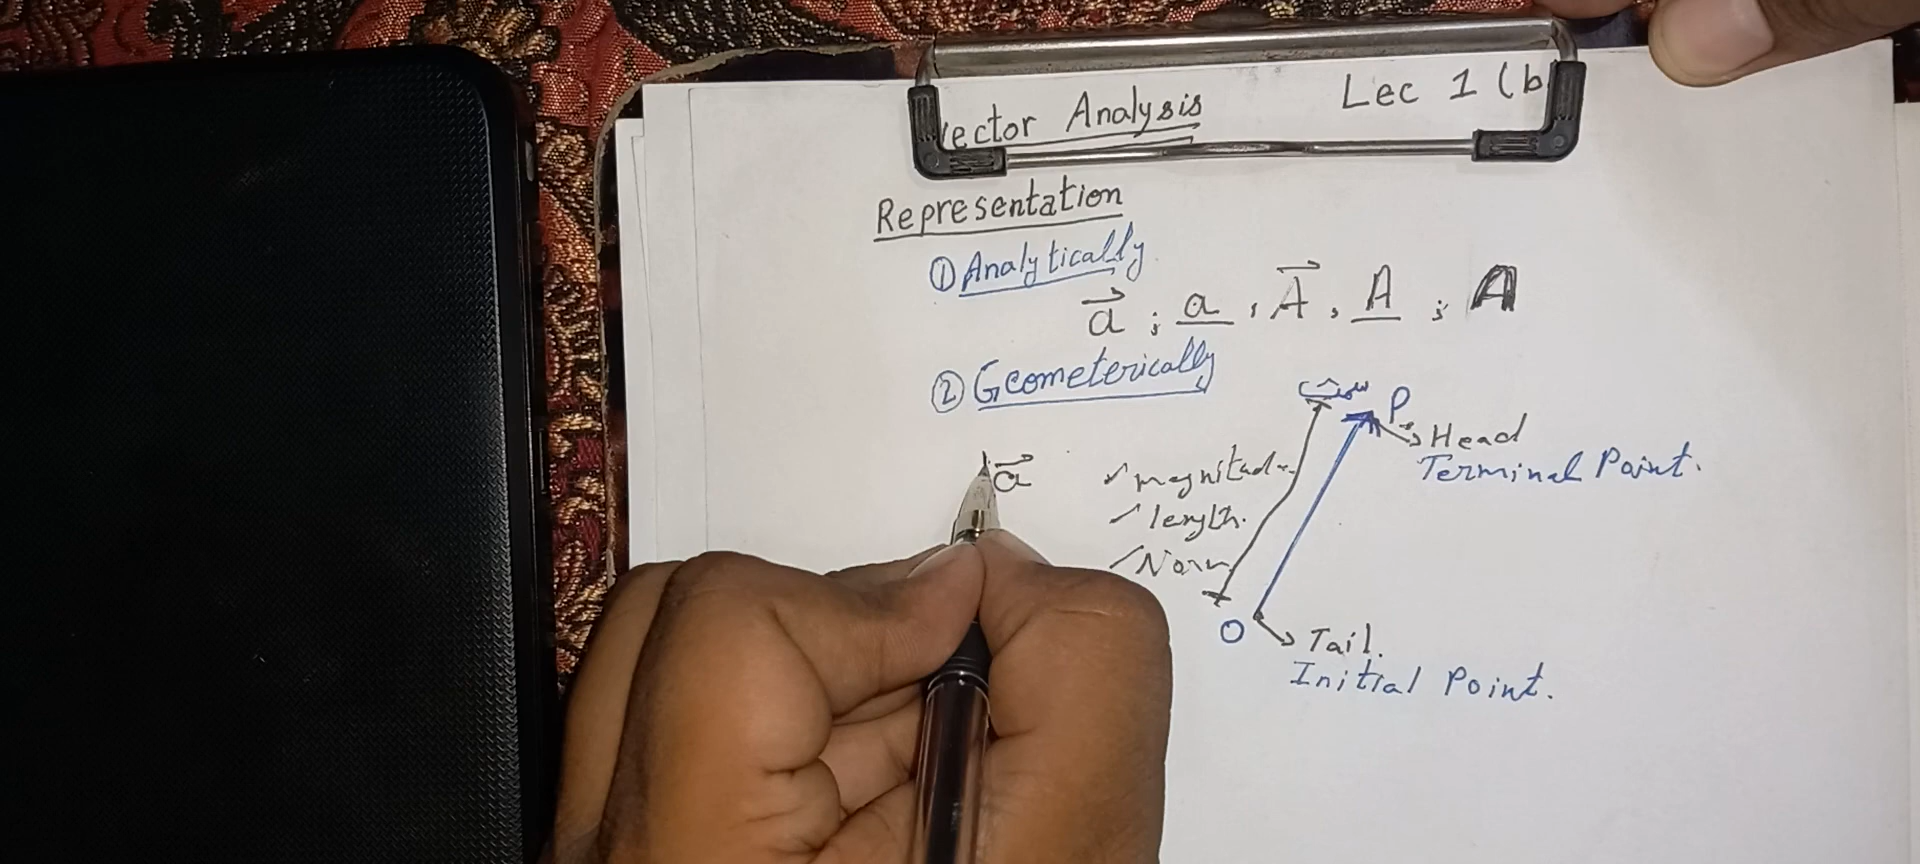 Vector Analysis Lec 1 (b
Representation
① Analytically
a⃗ ; a̲ , A⃗ , A̲ ; A
② Geometerically
P
Head
Terminal Point.
|a⃗
✓ magnitude
✓ length.
✓ Norm
O
Tail.
Initial Point.